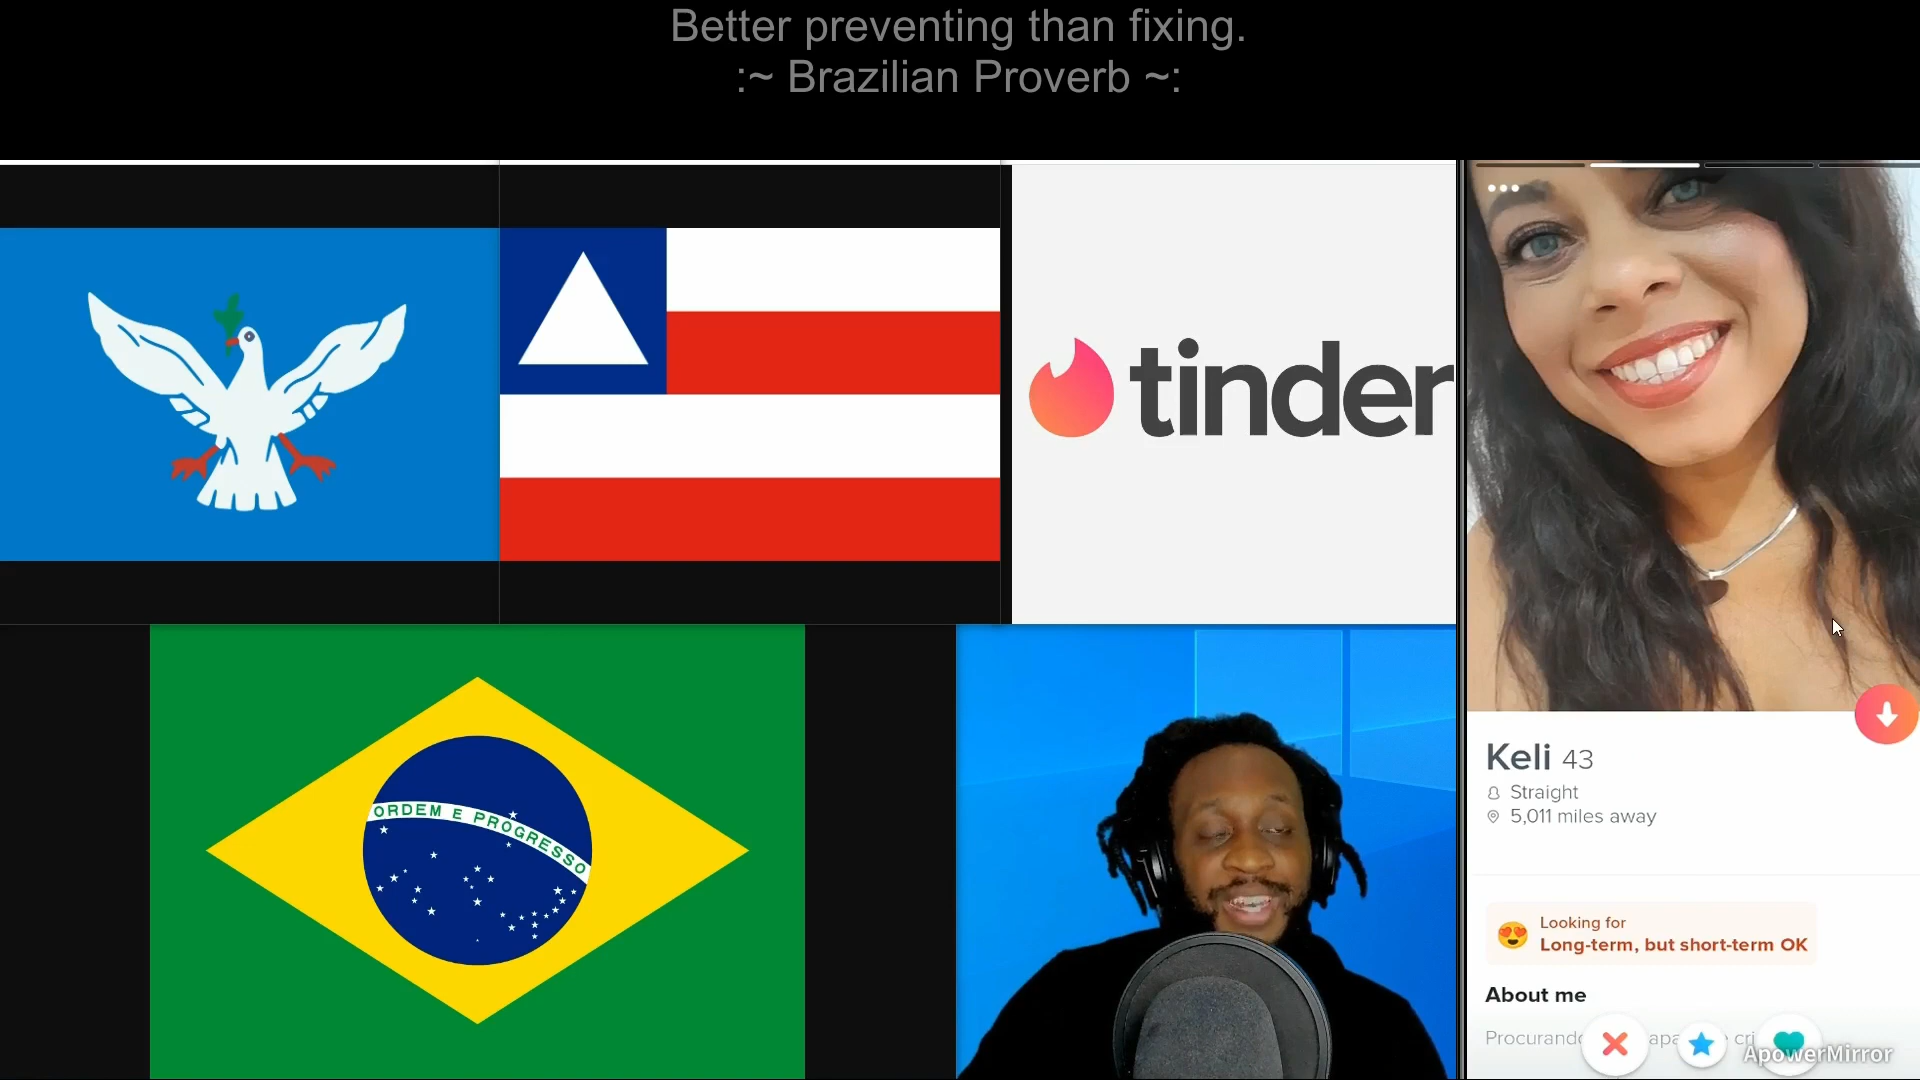 Better preventing than fixing.
:~ Brazilian Proverb ~:
tinder
ORDEM E PROGRESSO
Keli 43
Straight
5,011 miles away
Looking for
Long-term, but short-term OK
About me
ApowerMirror